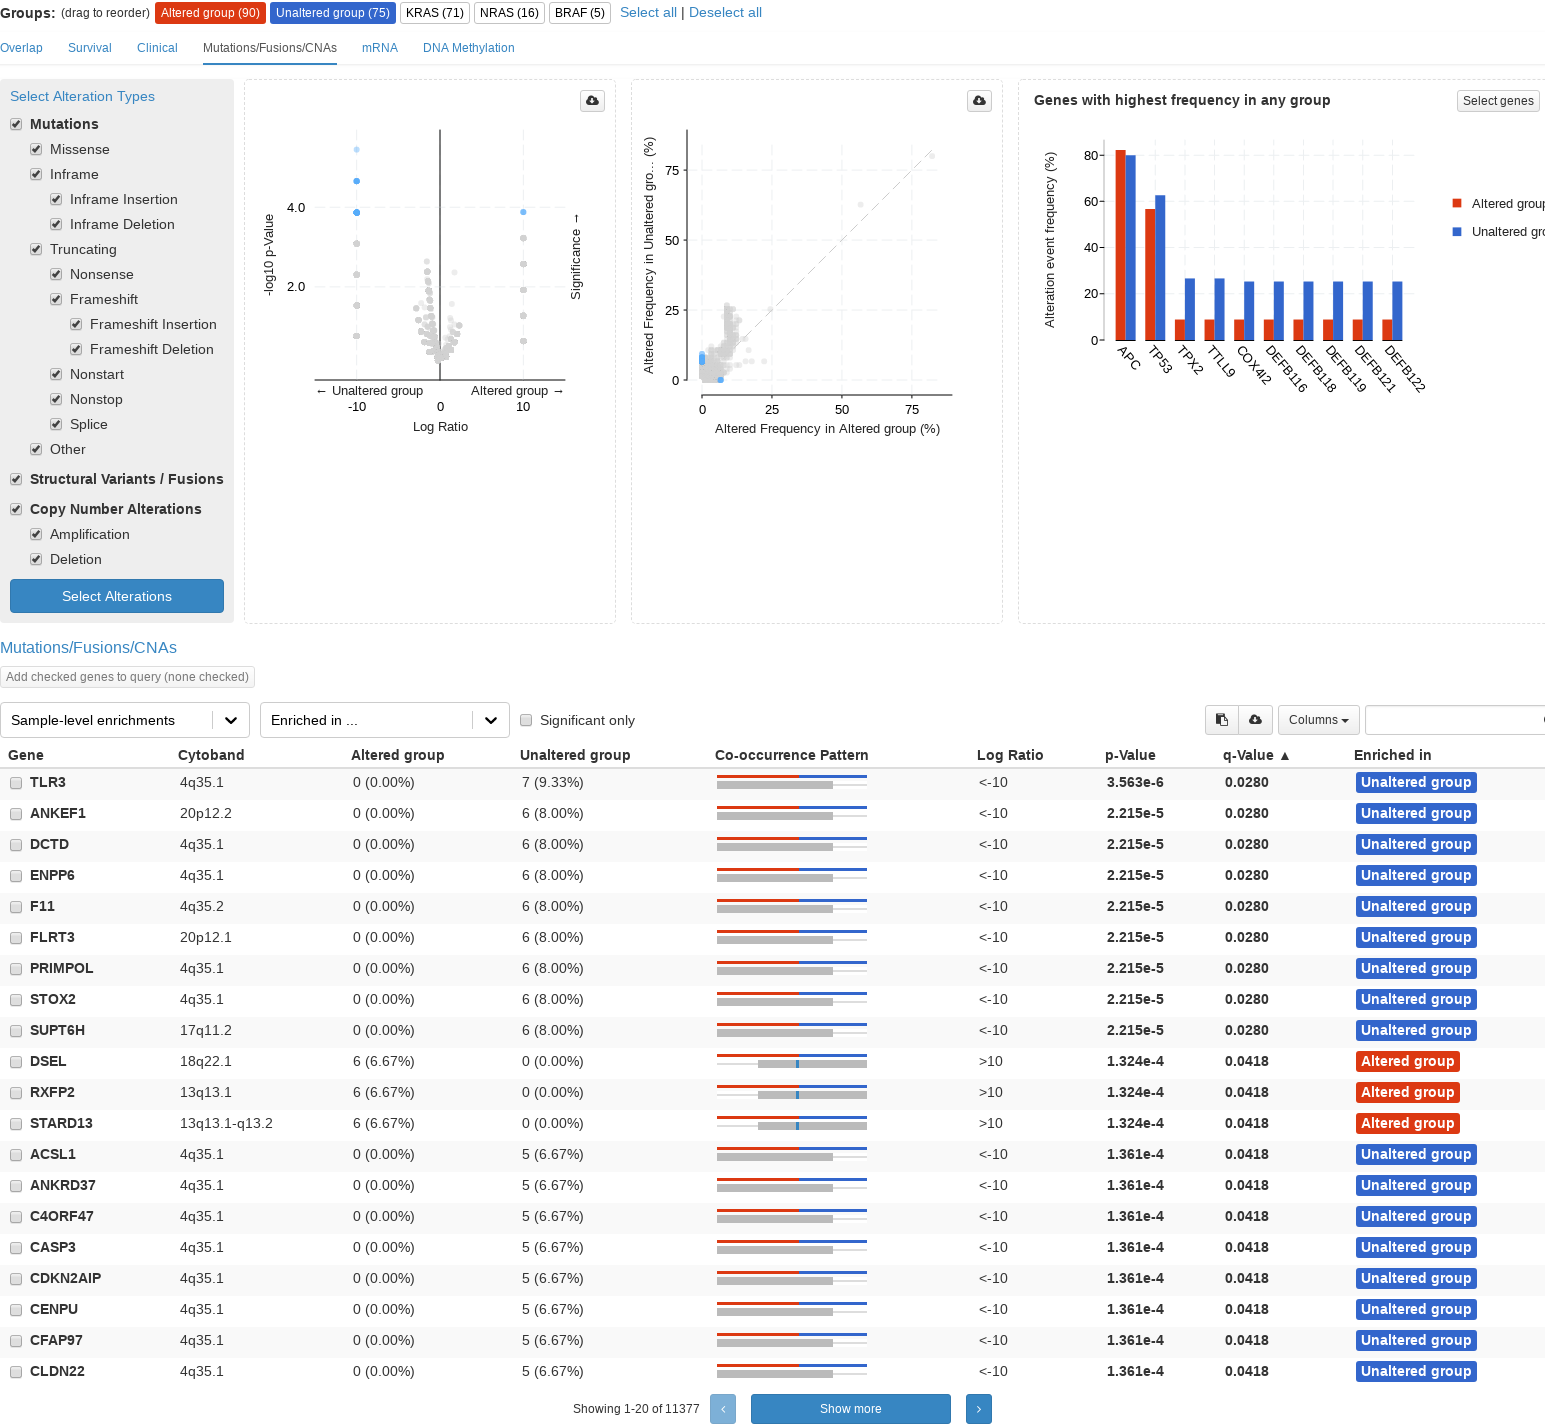 Groups: (drag to reorder) Altered group (90) Unaltered group (75) KRAS (71) NRAS (16) BRAF (5) Select all | Deselect all
Overlap Survival Clinical Mutations/Fusions/CNAs mRNA DNA Methylation
Select Alteration Types
Mutations
Missense
Inframe
Inframe Insertion
Inframe Deletion
Truncating
Nonsense
Frameshift
Frameshift Insertion
Frameshift Deletion
Nonstart
Nonstop
Splice
Other
Structural Variants / Fusions
Copy Number Alterations
Amplification
Deletion
Select Alterations
4.0
2.0
-log10 p-Value
Significance →
← Unaltered group Altered group →
-10 0 10
Log Ratio
Altered Frequency in Unaltered gro... (%)
75
50
25
0
0 25 50 75
Altered Frequency in Altered group (%)
Genes with highest frequency in any group Select genes
Alteration event frequency (%)
80
60
40
20
0
APC TP53 TPX2 TTLL9 COX4I2 DEFB116 DEFB118 DEFB119 DEFB121 DEFB122
Altered group
Unaltered gro
Mutations/Fusions/CNAs
Add checked genes to query (none checked)
Sample-level enrichments Enriched in ... Significant only Columns
Gene Cytoband Altered group Unaltered group Co-occurrence Pattern Log Ratio p-Value q-Value ▲ Enriched in
TLR3 4q35.1 0 (0.00%) 7 (9.33%) <-10 3.563e-6 0.0280 Unaltered group
ANKEF1 20p12.2 0 (0.00%) 6 (8.00%) <-10 2.215e-5 0.0280 Unaltered group
DCTD 4q35.1 0 (0.00%) 6 (8.00%) <-10 2.215e-5 0.0280 Unaltered group
ENPP6 4q35.1 0 (0.00%) 6 (8.00%) <-10 2.215e-5 0.0280 Unaltered group
F11 4q35.2 0 (0.00%) 6 (8.00%) <-10 2.215e-5 0.0280 Unaltered group
FLRT3 20p12.1 0 (0.00%) 6 (8.00%) <-10 2.215e-5 0.0280 Unaltered group
PRIMPOL 4q35.1 0 (0.00%) 6 (8.00%) <-10 2.215e-5 0.0280 Unaltered group
STOX2 4q35.1 0 (0.00%) 6 (8.00%) <-10 2.215e-5 0.0280 Unaltered group
SUPT6H 17q11.2 0 (0.00%) 6 (8.00%) <-10 2.215e-5 0.0280 Unaltered group
DSEL 18q22.1 6 (6.67%) 0 (0.00%) >10 1.324e-4 0.0418 Altered group
RXFP2 13q13.1 6 (6.67%) 0 (0.00%) >10 1.324e-4 0.0418 Altered group
STARD13 13q13.1-q13.2 6 (6.67%) 0 (0.00%) >10 1.324e-4 0.0418 Altered group
ACSL1 4q35.1 0 (0.00%) 5 (6.67%) <-10 1.361e-4 0.0418 Unaltered group
ANKRD37 4q35.1 0 (0.00%) 5 (6.67%) <-10 1.361e-4 0.0418 Unaltered group
C4ORF47 4q35.1 0 (0.00%) 5 (6.67%) <-10 1.361e-4 0.0418 Unaltered group
CASP3 4q35.1 0 (0.00%) 5 (6.67%) <-10 1.361e-4 0.0418 Unaltered group
CDKN2AIP 4q35.1 0 (0.00%) 5 (6.67%) <-10 1.361e-4 0.0418 Unaltered group
CENPU 4q35.1 0 (0.00%) 5 (6.67%) <-10 1.361e-4 0.0418 Unaltered group
CFAP97 4q35.1 0 (0.00%) 5 (6.67%) <-10 1.361e-4 0.0418 Unaltered group
CLDN22 4q35.1 0 (0.00%) 5 (6.67%) <-10 1.361e-4 0.0418 Unaltered group
Showing 1-20 of 11377 ‹ Show more ›